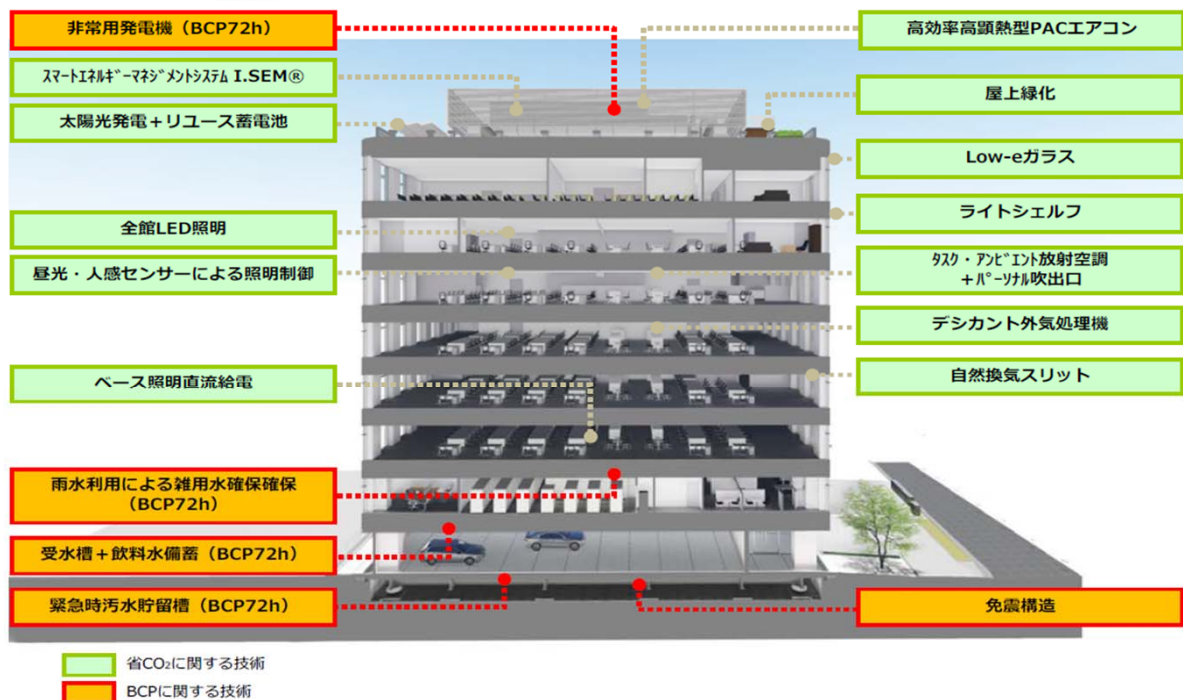 非常用発電機（BCP72h）
ｽﾏｰﾄｴﾈﾙｷﾞｰﾏﾈｼﾞﾒﾝﾄｼｽﾃﾑ I.SEM®
太陽光発電＋リユース蓄電池
全館LED照明
昼光・人感センサーによる照明制御
ベース照明直流給電
雨水利用による雑用水確保確保
（BCP72h）
受水槽＋飲料水備蓄（BCP72h）
緊急時汚水貯留槽（BCP72h）
高効率高顕熱型PACエアコン
屋上緑化
Low-eガラス
ライトシェルフ
ﾀｽｸ・ｱﾝﾋﾞｴﾝﾄ放射空調
＋ﾊﾟｰｿﾅﾙ吹出口
デシカント外気処理機
自然換気スリット
免震構造
省CO₂に関する技術
BCPに関する技術